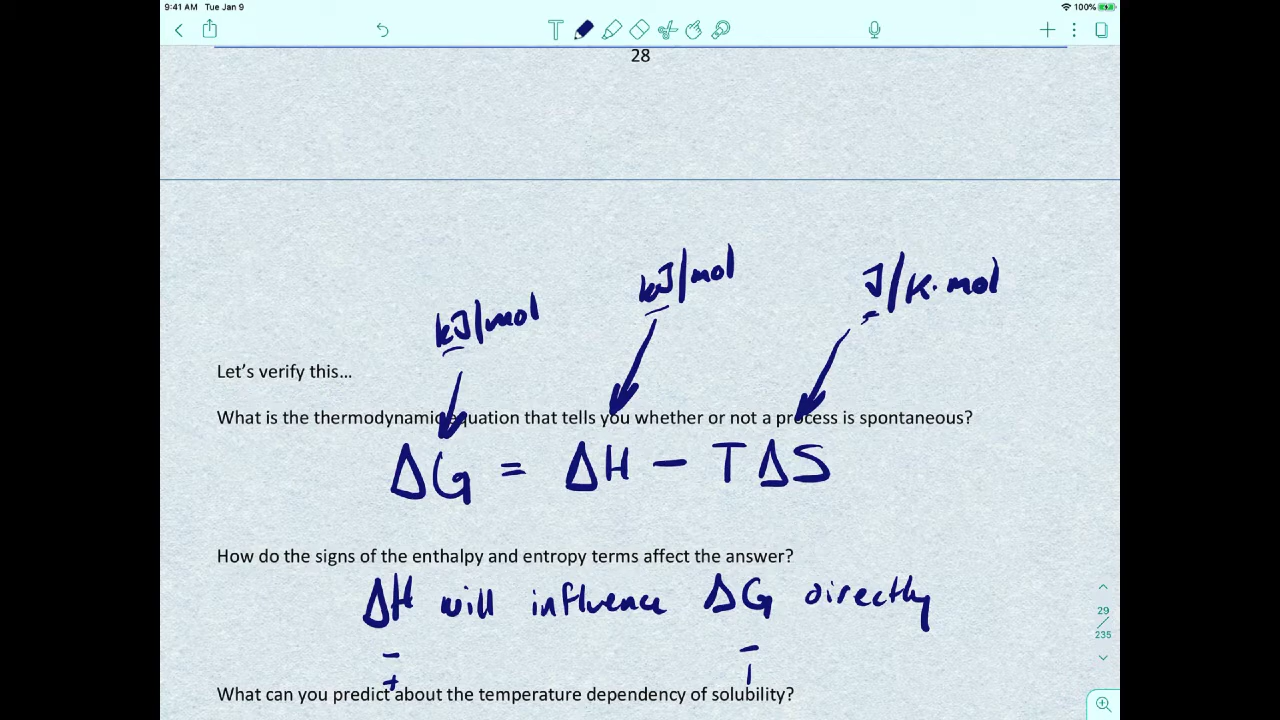 9:41 AM Tue Jan 9
100%
T
28
kJ/mol
J/K·mol
kJ/mol
Let's verify this…
What is the thermodynamic equation that tells you whether or not a process is spontaneous?
ΔG = ΔH − TΔS
How do the signs of the enthalpy and entropy terms affect the answer?
ΔH will influence ΔG directly
− −
+
What can you predict about the temperature dependency of solubility?
29
/
235